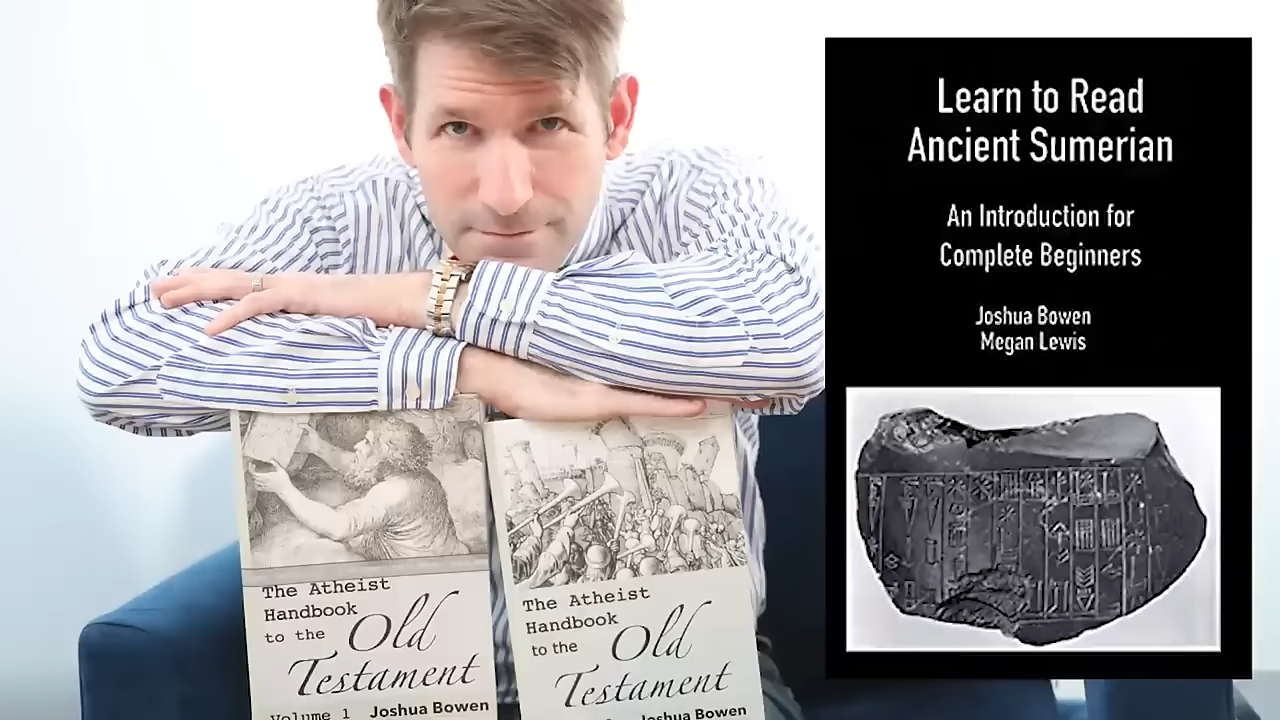 Learn to Read
Ancient Sumerian
An Introduction for
Complete Beginners
Joshua Bowen
Megan Lewis
The Atheist
Handbook
to the Old
Testament
Volume 1 Joshua Bowen
The Atheist
Handbook
to the Old
Testament
Joshua Bowen